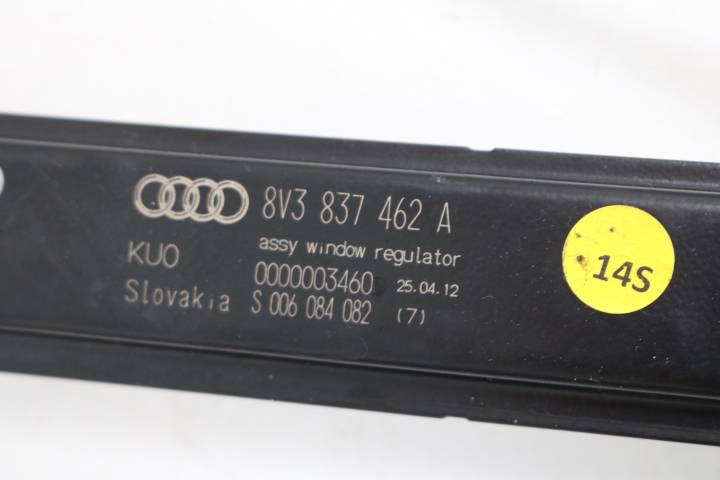 8V3 837 462 A
assy window regulator
KUO
0000003460 25.04.12
Slovakia S 006 084 082 (7)
14S